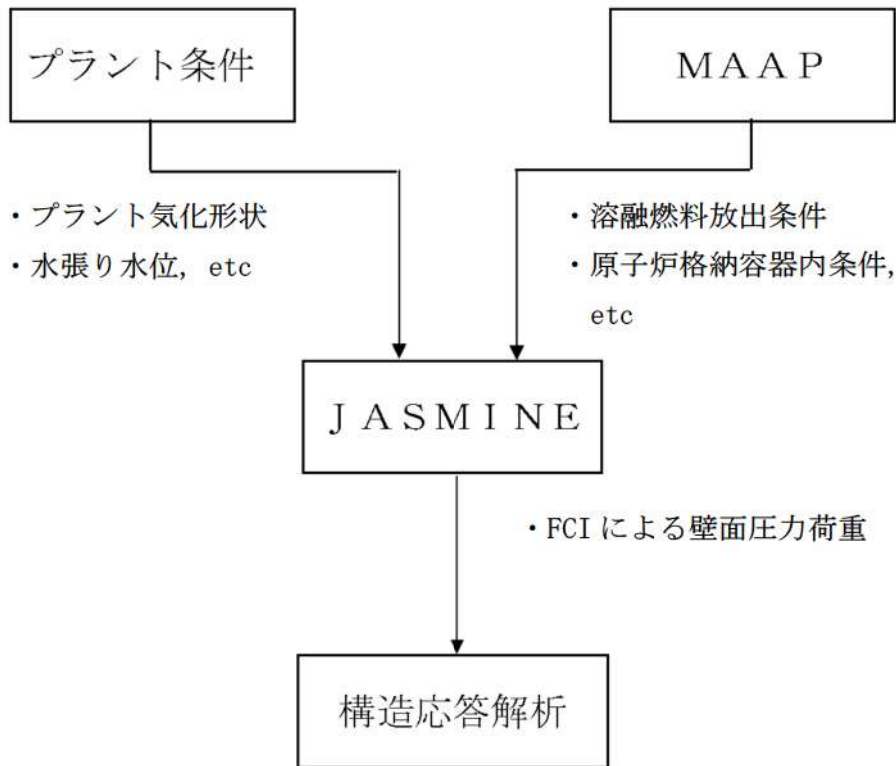 プラント条件
ＭＡＡＰ
・プラント気化形状
・水張り水位, etc
・溶融燃料放出条件
・原子炉格納容器内条件,
etc
ＪＡＳＭＩＮＥ
・FCIによる壁面圧力荷重
構造応答解析